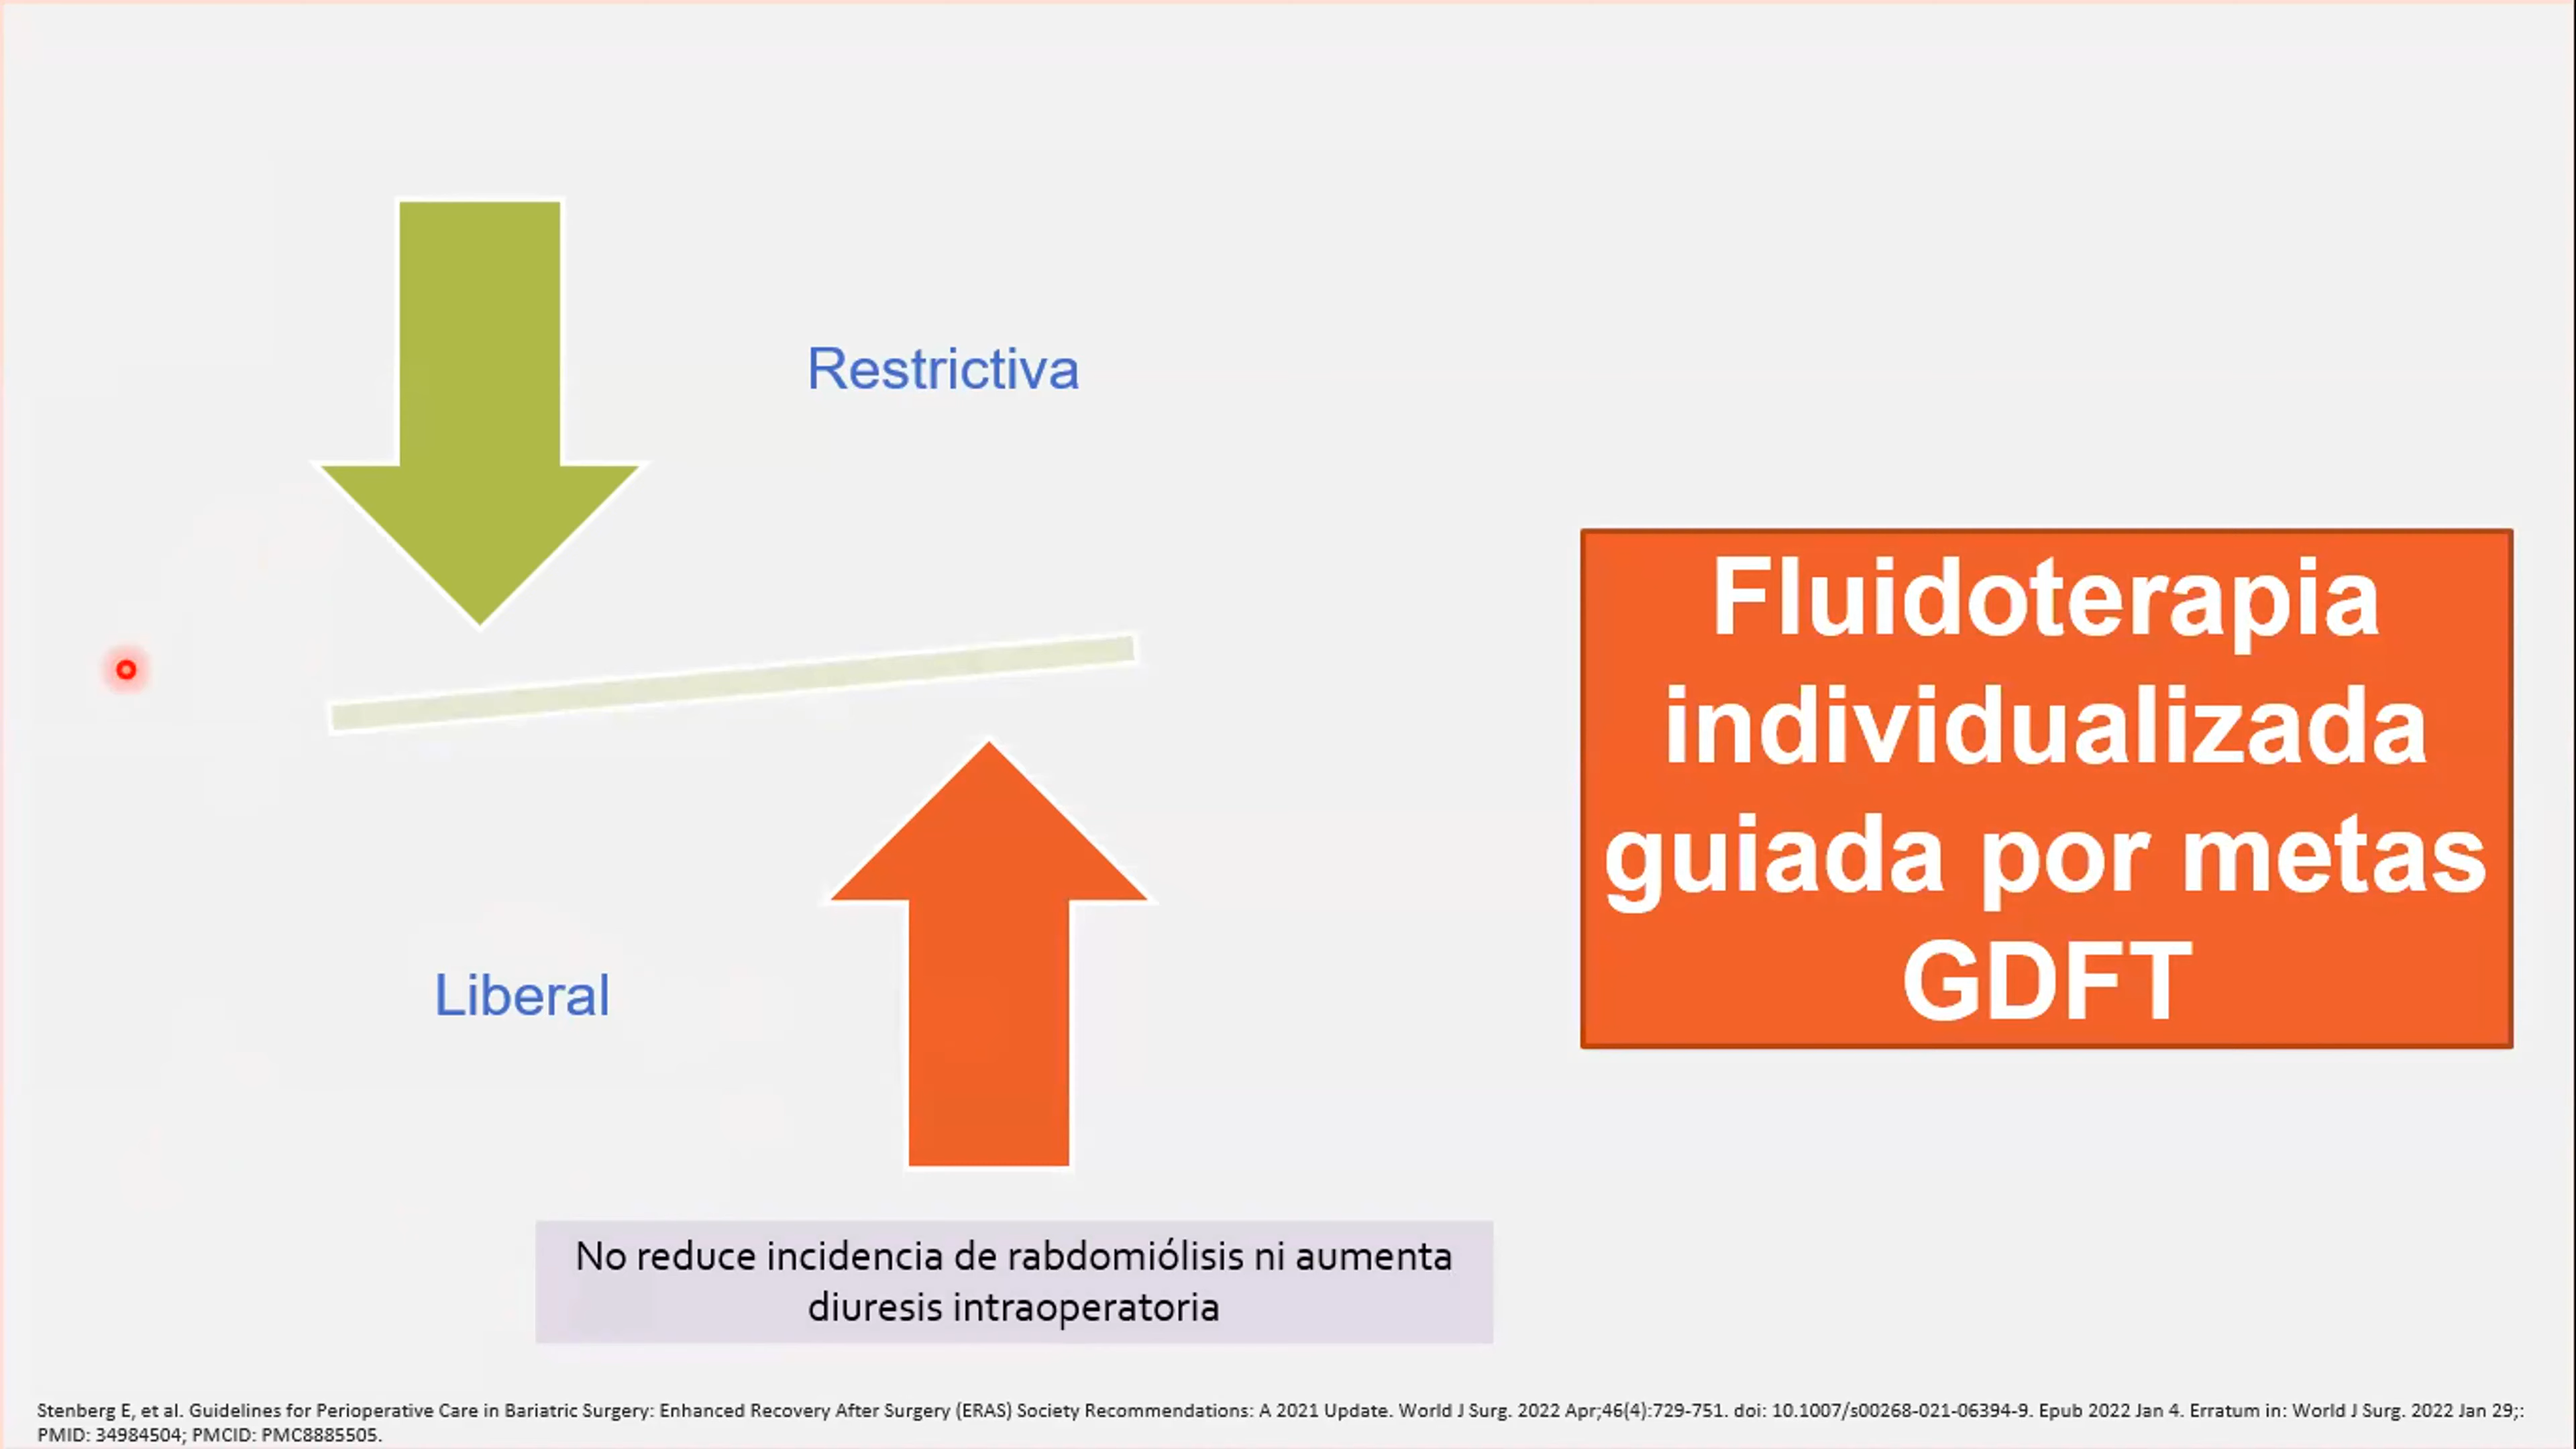 Restrictiva
Fluidoterapia
individualizada
guiada por metas
GDFT
Liberal
No reduce incidencia de rabdomiólisis ni aumenta
diuresis intraoperatoria
Stenberg E, et al. Guidelines for Perioperative Care in Bariatric Surgery: Enhanced Recovery After Surgery (ERAS) Society Recommendations: A 2021 Update. World J Surg. 2022 Apr;46(4):729-751. doi: 10.1007/s00268-021-06394-9. Epub 2022 Jan 4. Erratum in: World J Surg. 2022 Jan 29;:
PMID: 34984504; PMCID: PMC8885505.